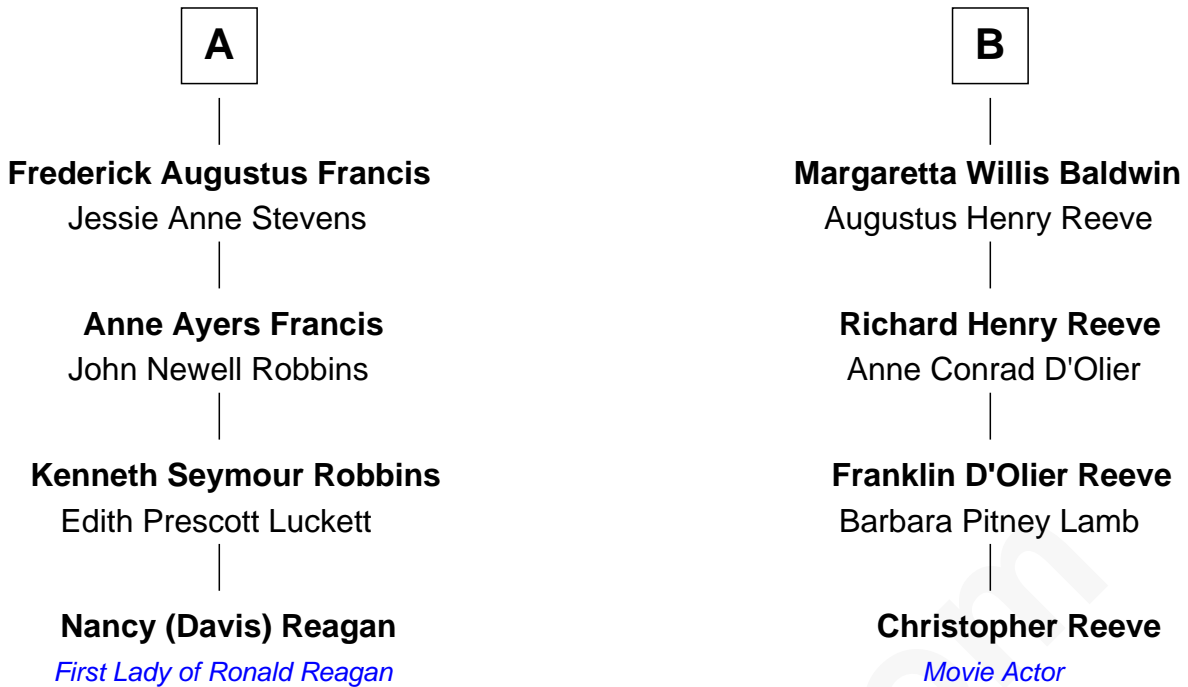 A
Frederick Augustus Francis
Jessie Anne Stevens
Anne Ayers Francis
John Newell Robbins
Kenneth Seymour Robbins
Edith Prescott Luckett
Nancy (Davis) Reagan
First Lady of Ronald Reagan
B
Margaretta Willis Baldwin
Augustus Henry Reeve
Richard Henry Reeve
Anne Conrad D'Olier
Franklin D'Olier Reeve
Barbara Pitney Lamb
Christopher Reeve
Movie Actor